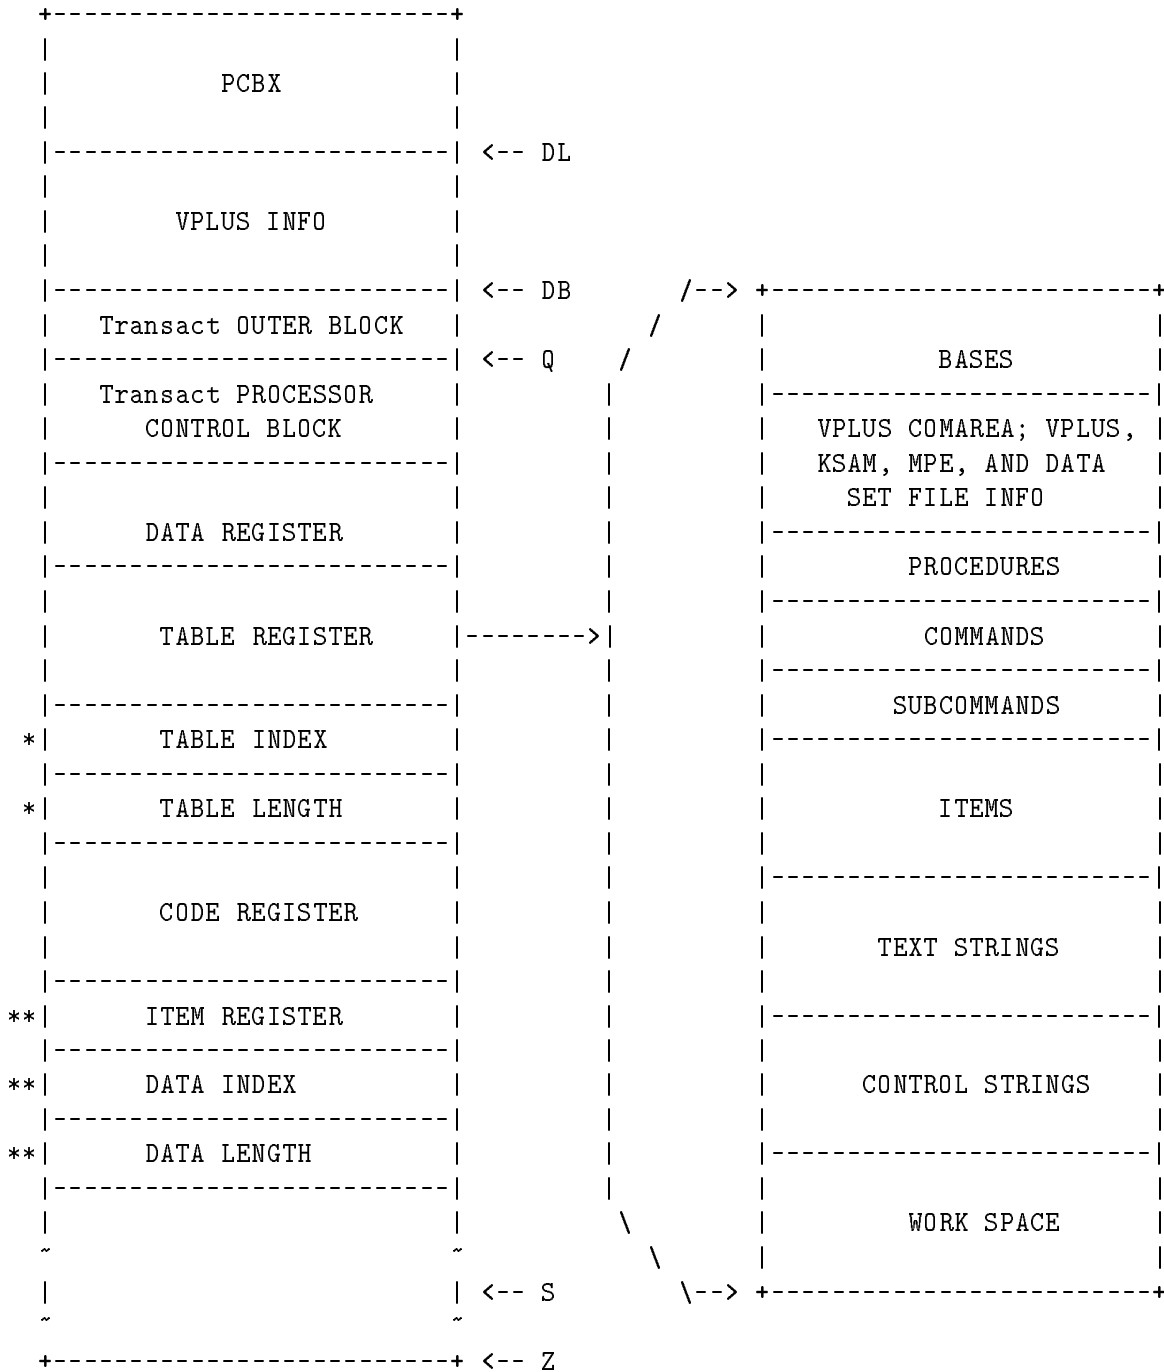 PCBX
<-- DL
VPLUS INFO
<-- DB
Transact OUTER BLOCK
<-- Q
Transact PROCESSOR
CONTROL BLOCK
DATA REGISTER
TABLE REGISTER
* TABLE INDEX
* TABLE LENGTH
CODE REGISTER
** ITEM REGISTER
** DATA INDEX
** DATA LENGTH
<-- S
<-- Z
BASES
VPLUS COMAREA; VPLUS,
KSAM, MPE, AND DATA
SET FILE INFO
PROCEDURES
COMMANDS
SUBCOMMANDS
ITEMS
TEXT STRINGS
CONTROL STRINGS
WORK SPACE